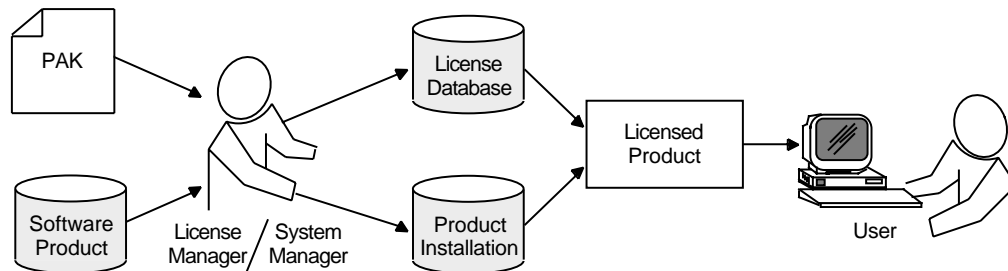 PAK
License
Database
Licensed
Product
Software
Product
License
Manager
/
System
Manager
Product
Installation
User